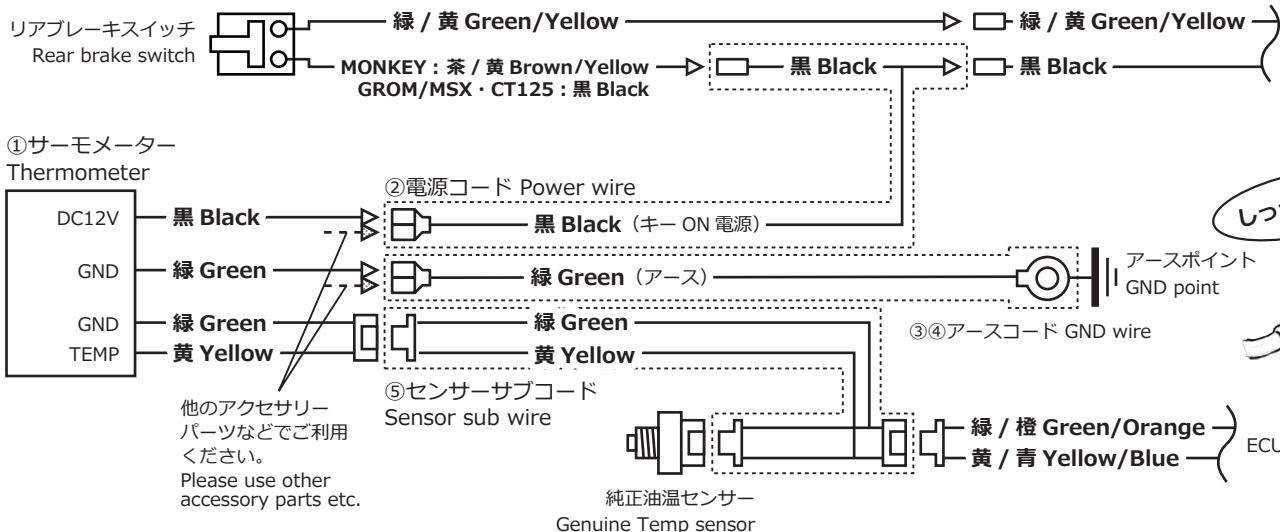 リアブレーキスイッチ
Rear brake switch
緑 / 黄 Green/Yellow
緑 / 黄 Green/Yellow
MONKEY : 茶 / 黄 Brown/Yellow
GROM/MSX・CT125 : 黒 Black
黒 Black
黒 Black
①サーモメーター
Thermometer
DC12V
黒 Black
GND
緑 Green
GND
緑 Green
TEMP
黄 Yellow
②電源コード Power wire
黒 Black（キー ON 電源）
緑 Green（アース）
アースポイント
GND point
③④アースコード GND wire
緑 Green
黄 Yellow
⑤センサーサブコード
Sensor sub wire
他のアクセサリー
パーツなどでご利用
ください。
Please use other
accessory parts etc.
純正油温センサー
Genuine Temp sensor
緑 / 橙 Green/Orange
黄 / 青 Yellow/Blue
ECU
しっ